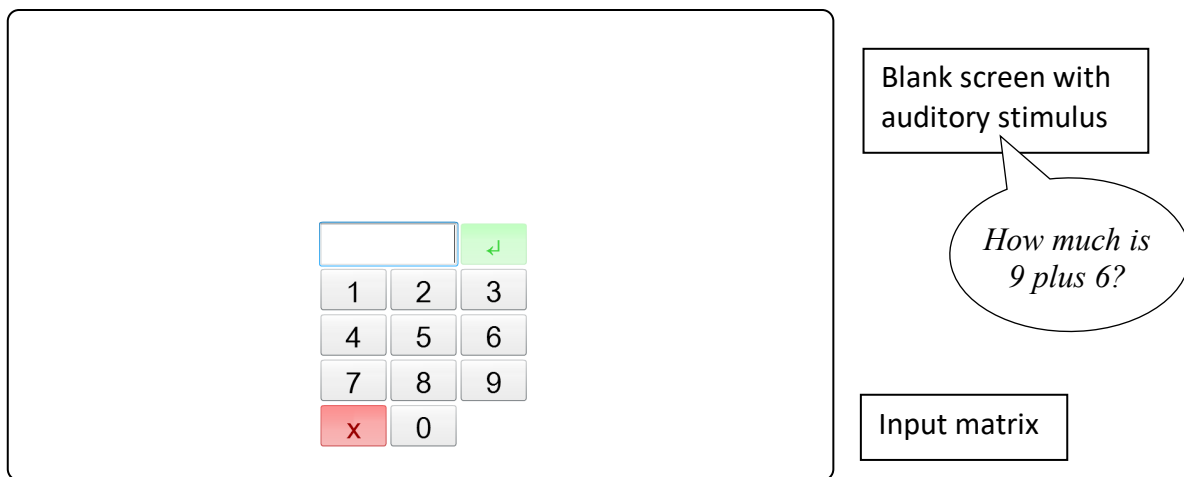 Blank screen with
auditory stimulus
How much is
9 plus 6?
↵
1 2 3
4 5 6
7 8 9
x 0
Input matrix